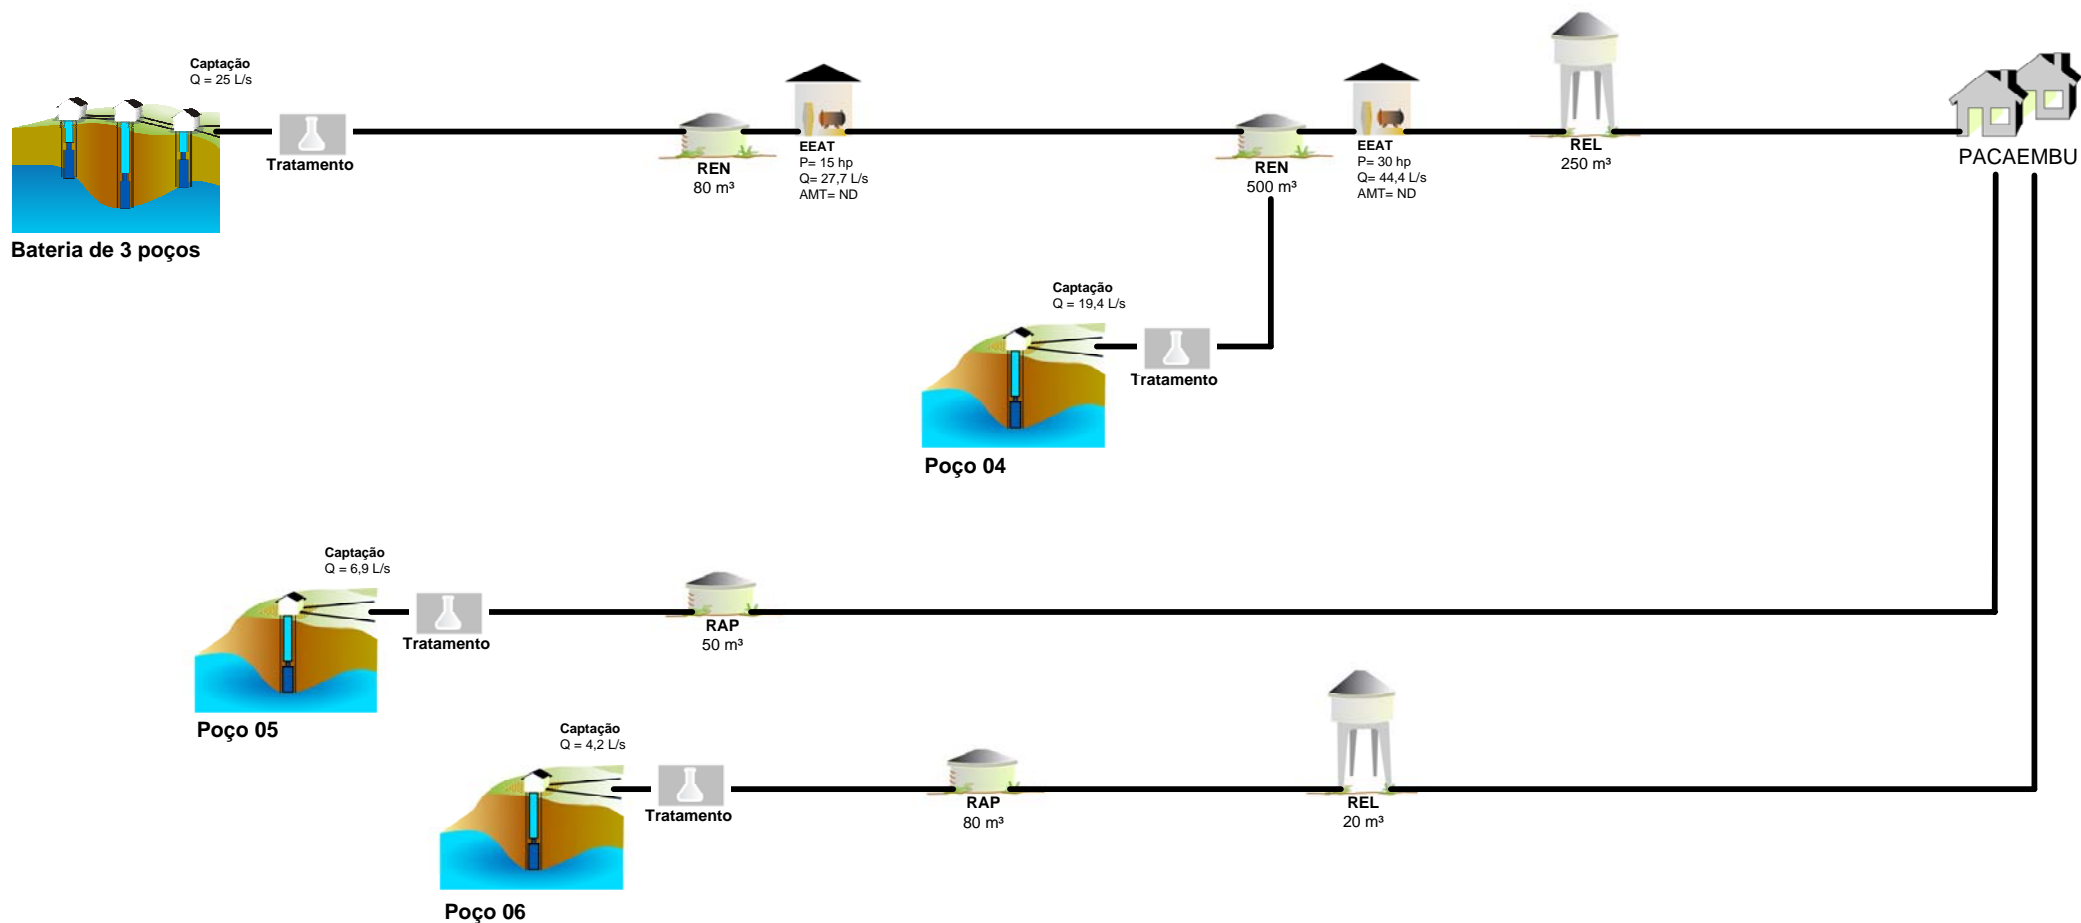 Captação
Q = 25 L/s
Tratamento
Bateria de 3 poços
REN
80 m³
EEAT
P= 15 hp
Q= 27,7 L/s
AMT= ND
REN
500 m³
EEAT
P= 30 hp
Q= 44,4 L/s
AMT= ND
REL
250 m³
PACAEMBU
Captação
Q = 19,4 L/s
Tratamento
Poço 04
Captação
Q = 6,9 L/s
Tratamento
Poço 05
RAP
50 m³
Captação
Q = 4,2 L/s
Tratamento
Poço 06
RAP
80 m³
REL
20 m³